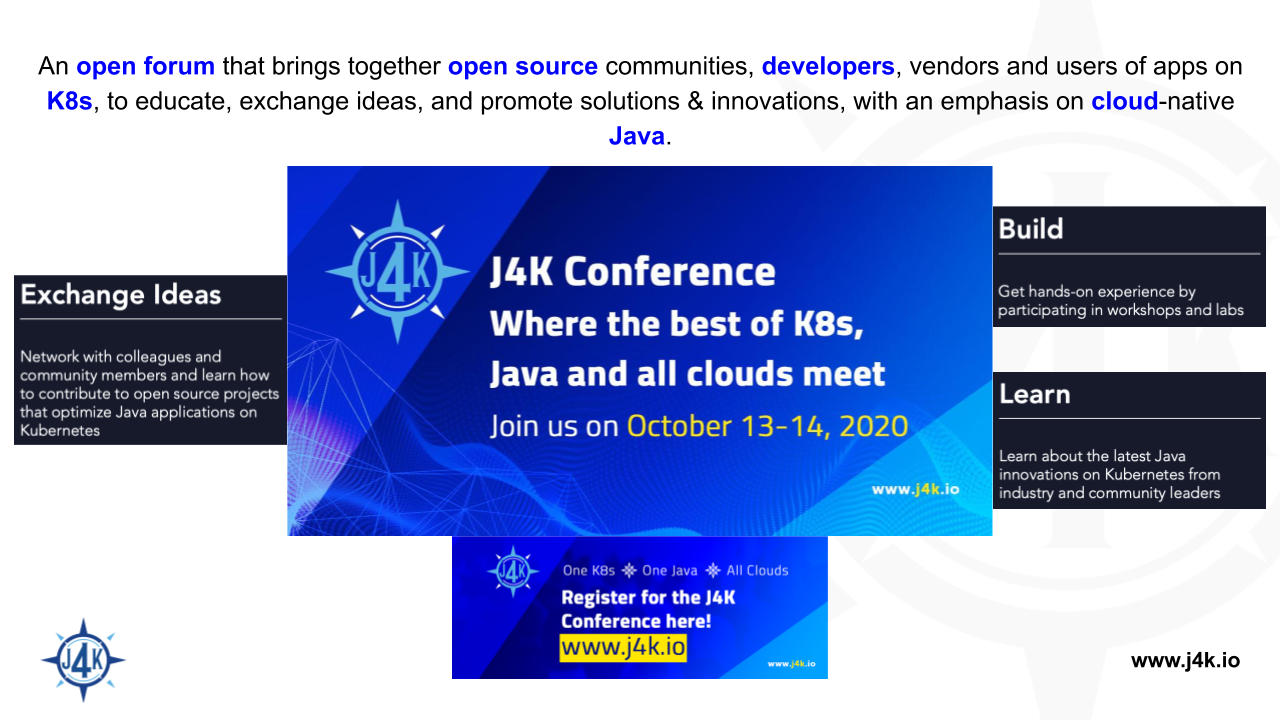 An open forum that brings together open source communities, developers, vendors and users of apps on
K8s, to educate, exchange ideas, and promote solutions & innovations, with an emphasis on cloud-native
Java.
Exchange Ideas
Network with colleagues and
community members and learn how
to contribute to open source projects
that optimize Java applications on
Kubernetes
J4K
J4K Conference
Where the best of K8s,
Java and all clouds meet
Join us on October 13-14, 2020
www.j4k.io
Build
Get hands-on experience by
participating in workshops and labs
Learn
Learn about the latest Java
innovations on Kubernetes from
industry and community leaders
J4K
One K8s One Java All Clouds
Register for the J4K
Conference here!
www.j4k.io
www.j4k.io
J4K
www.j4k.io